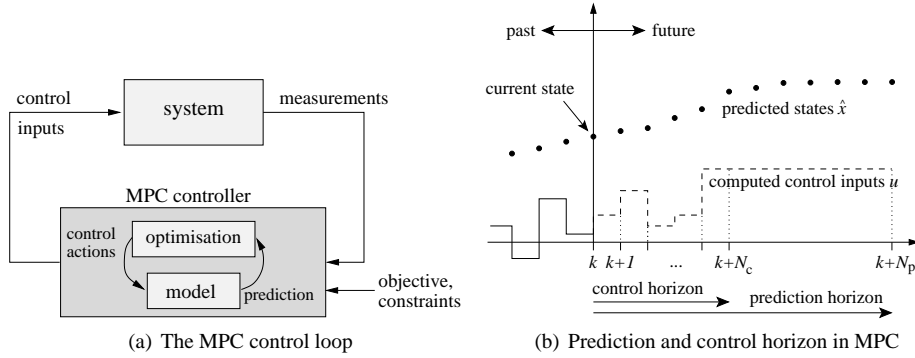 control
inputs
system
measurements
MPC controller
control
actions
optimisation
model
prediction
objective,
constraints
(a) The MPC control loop
past
future
current state
predicted states x̂
computed control inputs u
k
k+1
...
k+N_c
k+N_p
control horizon
prediction horizon
(b) Prediction and control horizon in MPC